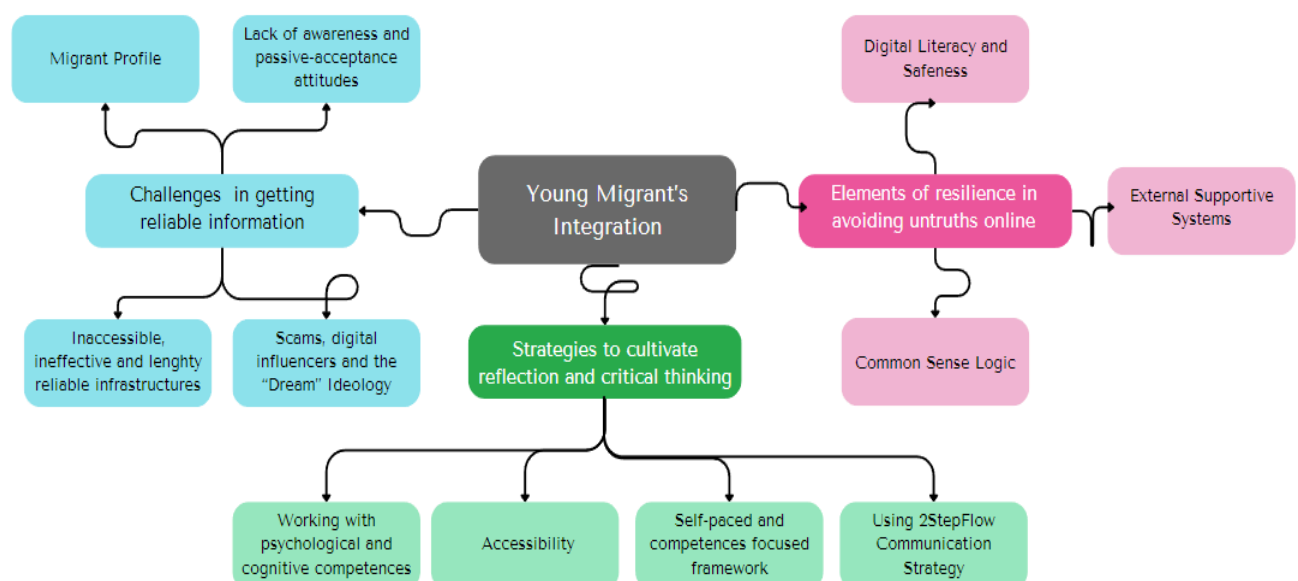 Migrant Profile
Lack of awareness and
passive-acceptance
attitudes
Digital Literacy and
Safeness
Challenges in getting
reliable information
Young Migrant's
Integration
Elements of resilience in
avoiding untruths online
External Supportive
Systems
Inaccessible,
ineffective and lenghty
reliable infrastructures
Scams, digital
influencers and the
“Dream” Ideology
Strategies to cultivate
reflection and critical thinking
Common Sense Logic
Working with
psychological and
cognitive competences
Accessibility
Self-paced and
competences focused
framework
Using 2StepFlow
Communication
Strategy